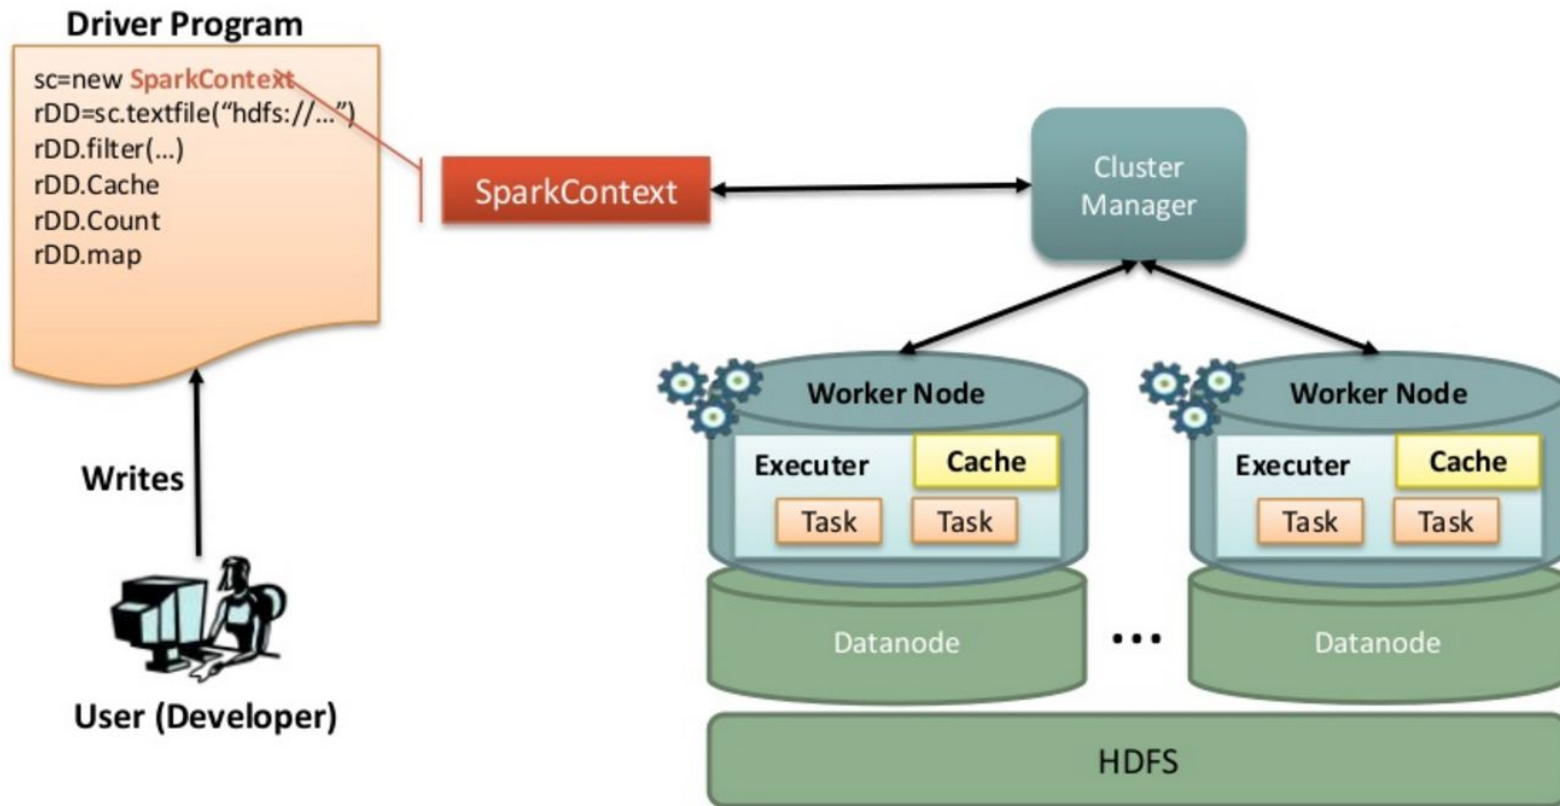 Driver Program
sc=new SparkContext
rDD=sc.textfile(“hdfs://...”)
rDD.filter(...)
rDD.Cache
rDD.Count
rDD.map
SparkContext
Cluster
Manager
Writes
User (Developer)
Worker Node
Executer
Cache
Task
Task
Datanode
...
Worker Node
Executer
Cache
Task
Task
Datanode
HDFS